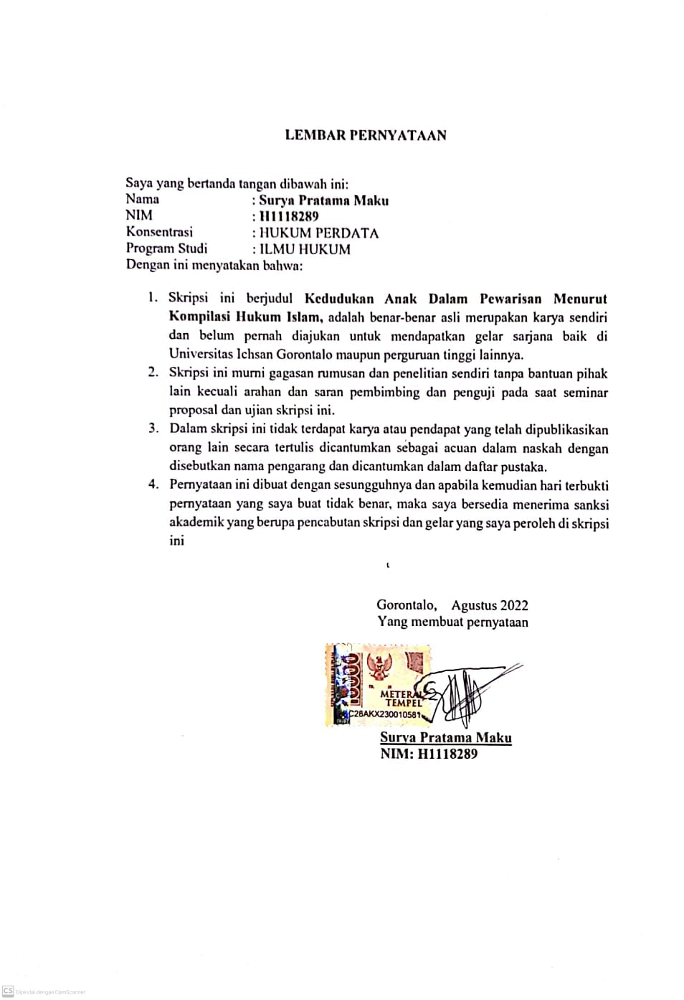 LEMBAR PERNYATAAN
Saya yang bertanda tangan dibawah ini:
Nama : Surya Pratama Maku
NIM : H1118289
Konsentrasi : HUKUM PERDATA
Program Studi : ILMU HUKUM
Dengan ini menyatakan bahwa:
1. Skripsi ini berjudul Kedudukan Anak Dalam Pewarisan Menurut
Kompilasi Hukum Islam, adalah benar-benar asli merupakan karya sendiri
dan belum pernah diajukan untuk mendapatkan gelar sarjana baik di
Universitas Ichsan Gorontalo maupun perguruan tinggi lainnya.
2. Skripsi ini murni gagasan rumusan dan penelitian sendiri tanpa bantuan pihak
lain kecuali arahan dan saran pembimbing dan penguji pada saat seminar
proposal dan ujian skripsi ini.
3. Dalam skripsi ini tidak terdapat karya atau pendapat yang telah dipublikasikan
orang lain secara tertulis dicantumkan sebagai acuan dalam naskah dengan
disebutkan nama pengarang dan dicantumkan dalam daftar pustaka.
4. Pernyataan ini dibuat dengan sesungguhnya dan apabila kemudian hari terbukti
pernyataan yang saya buat tidak benar, maka saya bersedia menerima sanksi
akademik yang berupa pencabutan skripsi dan gelar yang saya peroleh di skripsi
ini
Gorontalo, Agustus 2022
Yang membuat pernyataan
10000
METERAI
TEMPEL
C28AKX230010581
Surya Pratama Maku
NIM: H1118289
CS Dipindai dengan CamScanner